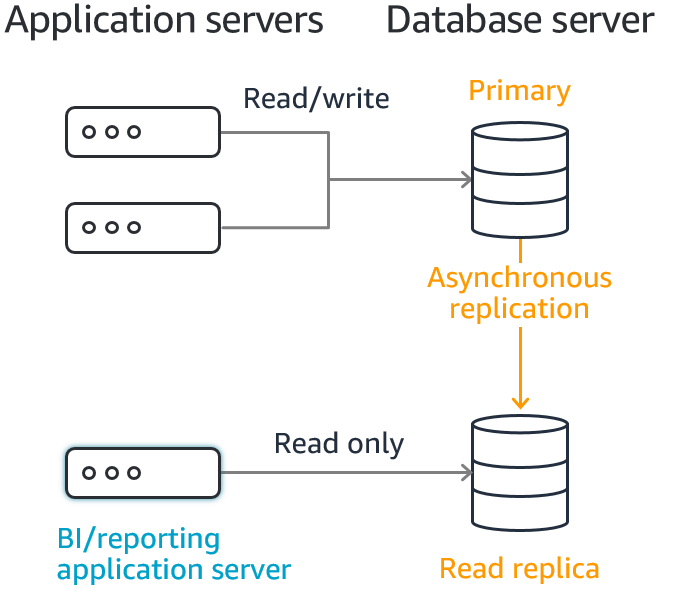 Application servers
Database server
Read/write
Primary
Asynchronous
replication
Read only
BI/reporting
application server
Read replica